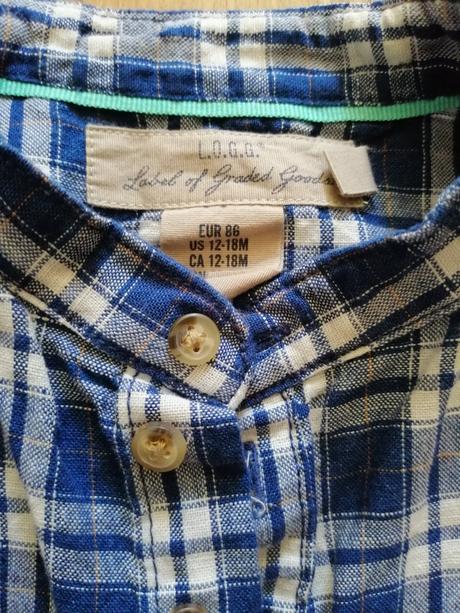 L.O.G.G.®
Label of Graded Goods
EUR 86
US 12-18M
CA 12-18M